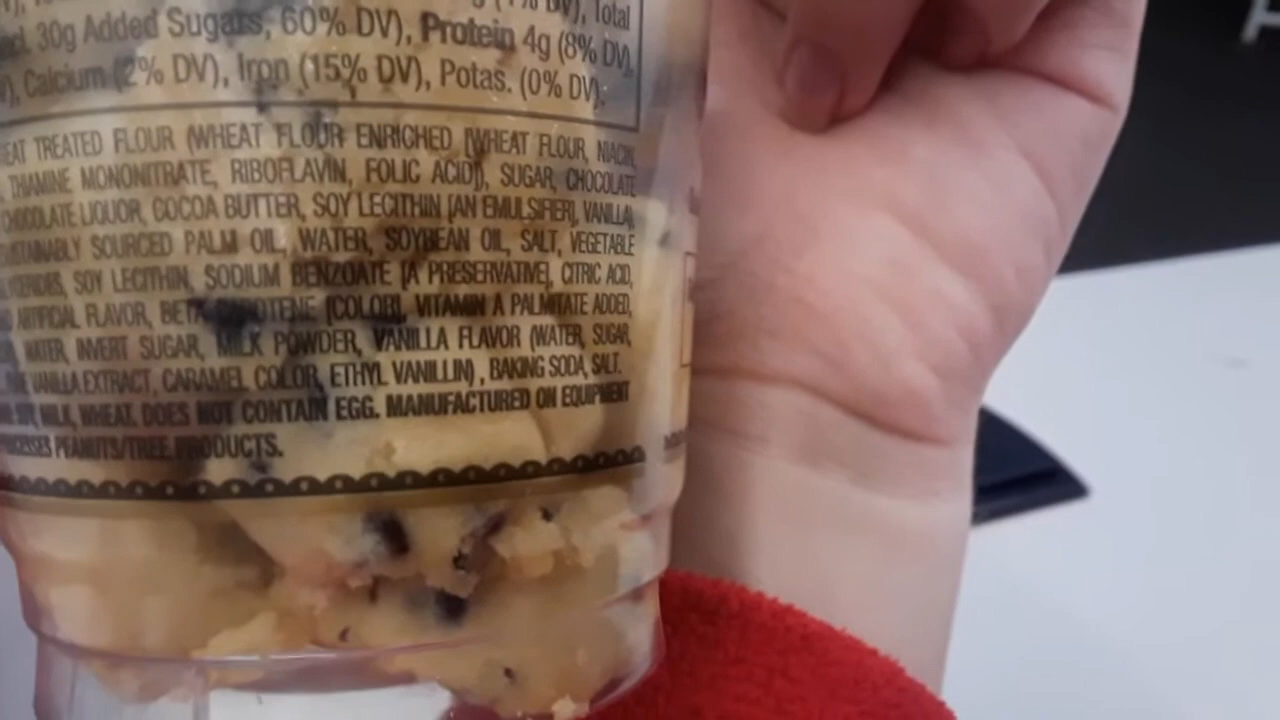 Total
30g Added Sugars, 60% DV), Protein 4g (8% DV),
Calcium (2% DV), Iron (15% DV), Potas. (0% DV).
EAT TREATED FLOUR (WHEAT FLOUR ENRICHED [WHEAT FLOUR, NIACIN,
THAMINE MONONITRATE, RIBOFLAVIN, FOLIC ACID]), SUGAR, CHOCOLATE
CHOCOLATE LIQUOR, COCOA BUTTER, SOY LECITHIN [AN EMULSIFIER], VANILLA),
SUSTAINABLY SOURCED PALM OIL, WATER, SOYBEAN OIL, SALT, VEGETABLE
SOY LECITHIN, SODIUM BENZOATE [A PRESERVATIVE], CITRIC ACID,
ARTIFICIAL FLAVOR, BETA CAROTENE [COLOR], VITAMIN A PALMITATE ADDED,
WATER, INVERT SUGAR, MILK POWDER, VANILLA FLAVOR (WATER, SUGAR,
VANILLA EXTRACT, CARAMEL COLOR, ETHYL VANILLIN), BAKING SODA, SALT.
SOY, MILK, WHEAT. DOES NOT CONTAIN EGG. MANUFACTURED ON EQUIPMENT
PROCESSES PEANUTS/TREE PRODUCTS.